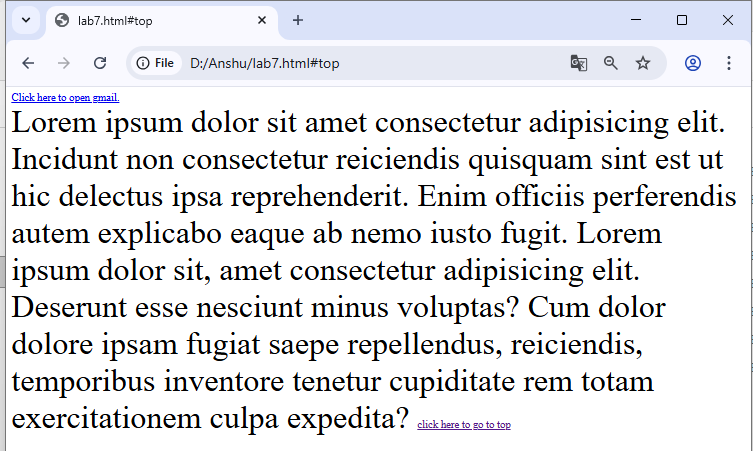 lab7.html#top
File
D:/Anshu/lab7.html#top
Click here to open gmail.
Lorem ipsum dolor sit amet consectetur adipisicing elit.
Incidunt non consectetur reiciendis quisquam sint est ut
hic delectus ipsa reprehenderit. Enim officiis perferendis
autem explicabo eaque ab nemo iusto fugit. Lorem
ipsum dolor sit, amet consectetur adipisicing elit.
Deserunt esse nesciunt minus voluptas? Cum dolor
dolore ipsam fugiat saepe repellendus, reiciendis,
temporibus inventore tenetur cupiditate rem totam
exercitationem culpa expedita? click here to go to top